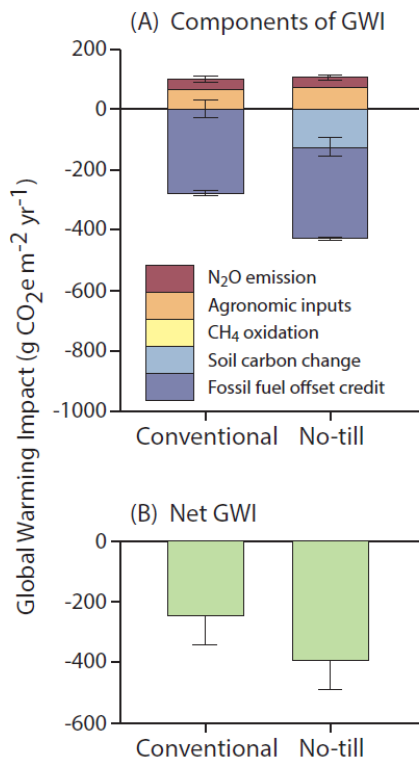 (A) Components of GWI
200
0
-200
-400
-600
-800
-1000
N₂O emission
Agronomic inputs
CH₄ oxidation
Soil carbon change
Fossil fuel offset credit
Conventional No-till
Global Warming Impact (g CO₂e m⁻² yr⁻¹)
(B) Net GWI
0
-200
-400
-600
Conventional No-till